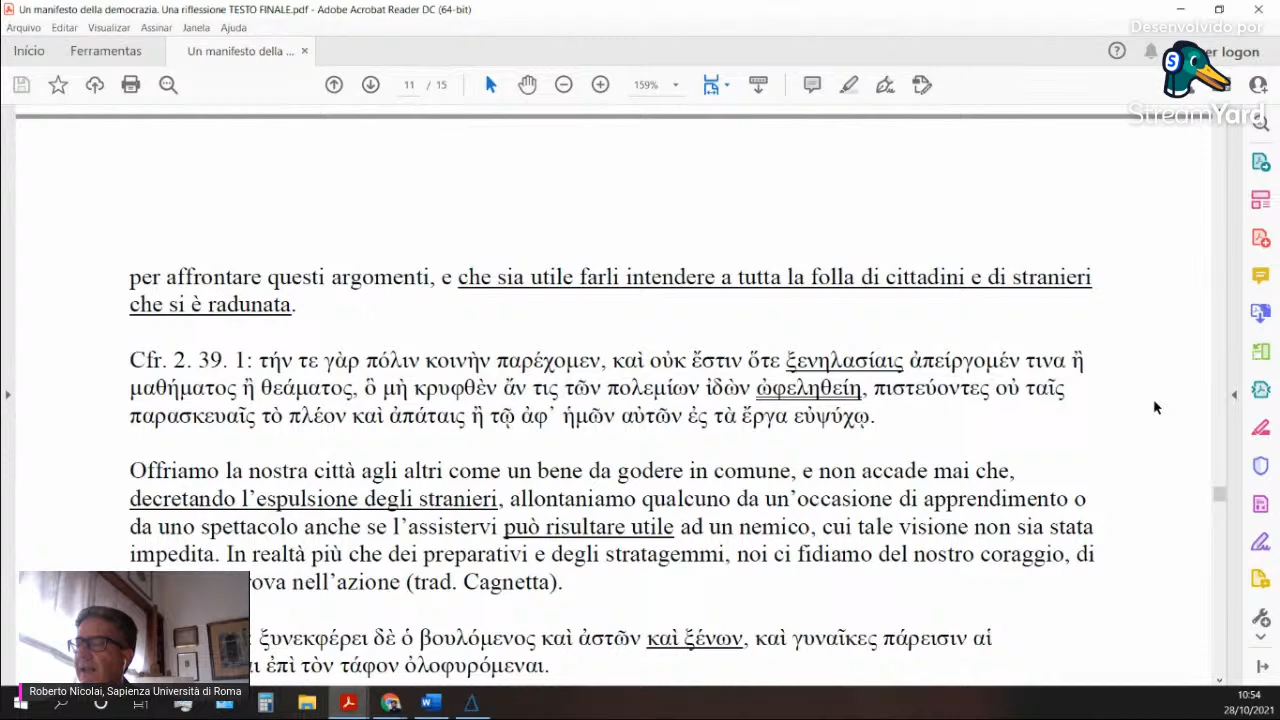 Un manifesto della democrazia. Una riflessione TESTO FINALE.pdf - Adobe Acrobat Reader DC (64-bit)
Desenvolvido por
Arquivo Editar Visualizar Assinar Janela Ajuda
Início Ferramentas Un manifesto della ... logon
11 / 15 159%
StreamYard
per affrontare questi argomenti, e che sia utile farli intendere a tutta la folla di cittadini e di stranieri
che si è radunata.
Cfr. 2. 39. 1: τήν τε γὰρ πόλιν κοινὴν παρέχομεν, καὶ οὐκ ἔστιν ὅτε ξενηλασίαις ἀπείργομέν τινα ἢ
μαθήματος ἢ θεάματος, ὃ μὴ κρυφθὲν ἄν τις τῶν πολεμίων ἰδὼν ὠφεληθείη, πιστεύοντες οὐ ταῖς
παρασκευαῖς τὸ πλέον καὶ ἀπάταις ἢ τῷ ἀφ᾽ ἡμῶν αὐτῶν ἐς τὰ ἔργα εὐψύχῳ.
Offriamo la nostra città agli altri come un bene da godere in comune, e non accade mai che,
decretando l’espulsione degli stranieri, allontaniamo qualcuno da un’occasione di apprendimento o
da uno spettacolo anche se l’assistervi può risultare utile ad un nemico, cui tale visione non sia stata
impedita. In realtà più che dei preparativi e degli stratagemmi, noi ci fidiamo del nostro coraggio, di
nell’azione (trad. Cagnetta).
ξυνεκφέρει δὲ ὁ βουλόμενος καὶ ἀστῶν καὶ ξένων, καὶ γυναῖκες πάρεισιν αἱ
ἐπὶ τὸν τάφον ὀλοφυρόμεναι.
Roberto Nicolai, Sapienza Università di Roma
10:54
28/10/2021